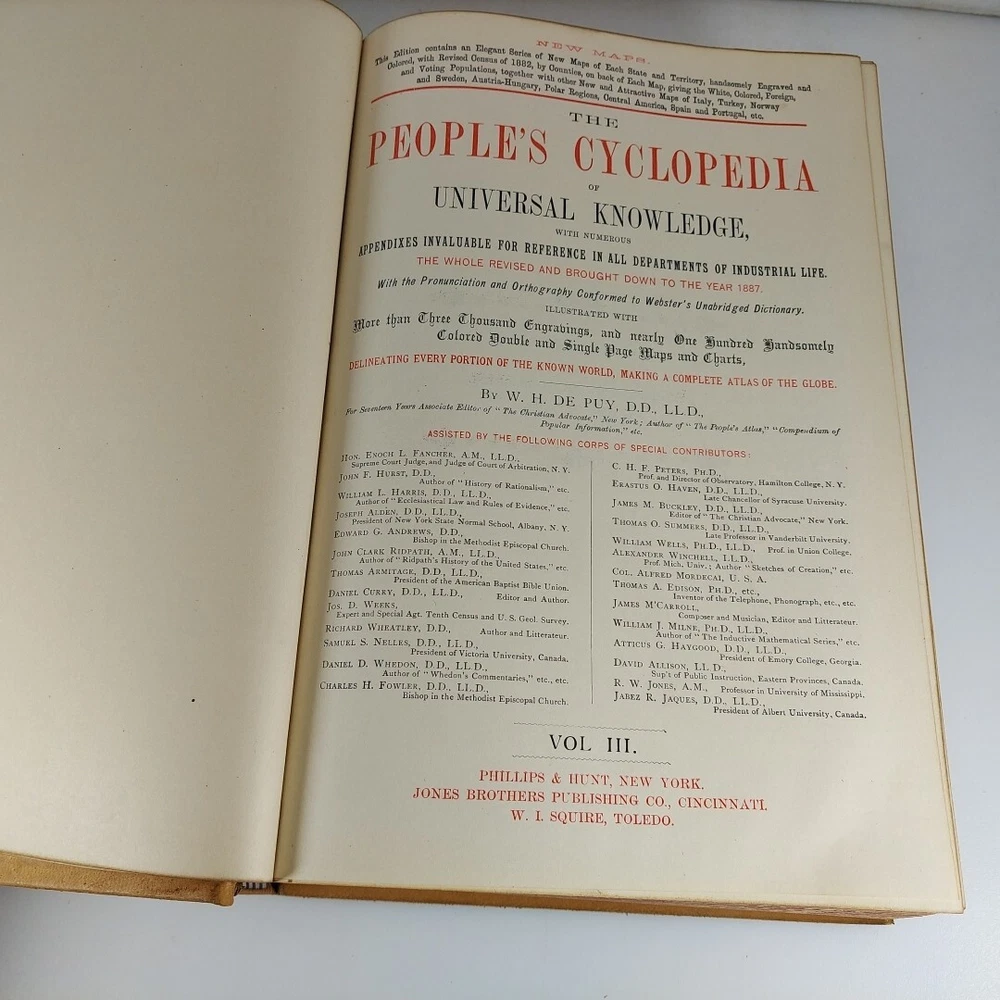 NEW MAPS.
This Edition contains an Elegant Series of New Maps of Each State and Territory, handsomely Engraved and
Colored, with Revised Census of 1882, by Counties, on back of Each Map, giving the White, Colored, Foreign,
and Voting Populations, together with other New and Attractive Maps of Italy, Turkey, Norway
and Sweden, Austria-Hungary, Polar Regions, Central America, Spain and Portugal, etc.
THE
PEOPLE'S CYCLOPEDIA
OF
UNIVERSAL KNOWLEDGE,
WITH NUMEROUS
APPENDIXES INVALUABLE FOR REFERENCE IN ALL DEPARTMENTS OF INDUSTRIAL LIFE.
THE WHOLE REVISED AND BROUGHT DOWN TO THE YEAR 1887.
With the Pronunciation and Orthography Conformed to Webster's Unabridged Dictionary.
ILLUSTRATED WITH
More than Three Thousand Engravings, and nearly One Hundred Handsomely
Colored Double and Single Page Maps and Charts,
DELINEATING EVERY PORTION OF THE KNOWN WORLD, MAKING A COMPLETE ATLAS OF THE GLOBE.
BY W. H. DE PUY, D.D., LL.D.,
For Seventeen Years Associate Editor of "The Christian Advocate," New York; Author of "The People's Atlas," "Compendium of
Popular Information," etc.
ASSISTED BY THE FOLLOWING CORPS OF SPECIAL CONTRIBUTORS:
HON. ENOCH L. FANCHER, A.M., LL.D.,
Supreme Court Judge, and Judge of Court of Arbitration, N. Y.
JOHN F. HURST, D.D.,
Author of "History of Rationalism," etc.
WILLIAM L. HARRIS, D.D., LL.D.,
Author of "Ecclesiastical Law and Rules of Evidence," etc.
JOSEPH ALDEN, D.D., LL.D.,
President of New York State Normal School, Albany, N. Y.
EDWARD G. ANDREWS, D.D.,
Bishop in the Methodist Episcopal Church.
JOHN CLARK RIDPATH, A.M., LL.D.,
Author of "Ridpath's History of the United States," etc.
THOMAS ARMITAGE, D.D., LL.D.,
President of the American Baptist Bible Union.
DANIEL CURRY, D.D., LL.D.,
Editor and Author.
JOS. D. WEEKS,
Expert and Special Agt. Tenth Census and U. S. Geol. Survey.
RICHARD WHEATLEY, D.D., Author and Litterateur.
SAMUEL S. NELLES, D.D., LL.D.,
President of Victoria University, Canada.
DANIEL D. WHEDON, D.D., LL.D.,
Author of "Whedon's Commentaries," etc., etc.
CHARLES H. FOWLER, D.D., LL.D.,
Bishop in the Methodist Episcopal Church.
C. H. F. PETERS, PH.D.,
Prof. and Director of Observatory, Hamilton College, N. Y.
ERASTUS O. HAVEN, D.D., LL.D.,
Late Chancellor of Syracuse University.
JAMES M. BUCKLEY, D.D., LL.D.,
Editor of "The Christian Advocate," New York.
THOMAS O. SUMMERS, D.D., LL.D.,
Late Professor in Vanderbilt University.
WILLIAM WELLS, PH.D., LL.D., Prof. in Union College.
ALEXANDER WINCHELL, LL.D.,
Prof. Mich. Univ.; Author "Sketches of Creation," etc.
COL. ALFRED MORDECAI, U. S. A.
THOMAS A. EDISON, PH.D., etc.,
Inventor of the Telephone, Phonograph, etc., etc.
JAMES M'CARROLL,
Composer and Musician, Editor and Litterateur.
WILLIAM J. MILNE, PH.D., LL.D.,
Author of "The Inductive Mathematical Series," etc.
ATTICUS G. HAYGOOD, D.D., LL.D.,
President of Emory College, Georgia.
DAVID ALLISON, LL.D.,
Sup't of Public Instruction, Eastern Provinces, Canada.
R. W. JONES, A.M., Professor in University of Mississippi.
JABEZ R. JAQUES, D.D., LL.D.,
President of Albert University, Canada.
VOL III.
PHILLIPS & HUNT, NEW YORK.
JONES BROTHERS PUBLISHING CO., CINCINNATI.
W. I. SQUIRE, TOLEDO.